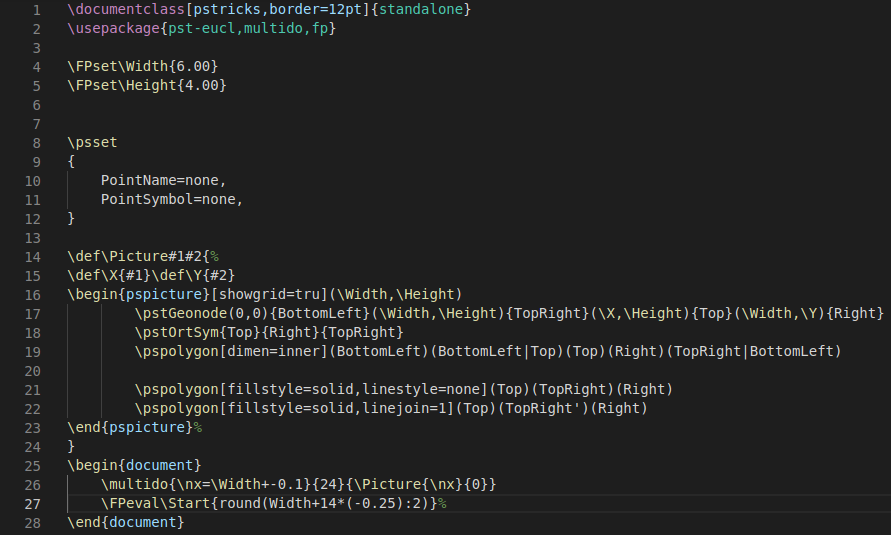 1 \documentclass[pstricks,border=12pt]{standalone}
2 \usepackage{pst-eucl,multido,fp}
3
4 \FPset\Width{6.00}
5 \FPset\Height{4.00}
6
7
8 \psset
9 {
10 PointName=none,
11 PointSymbol=none,
12 }
13
14 \def\Picture#1#2{%
15 \def\X{#1}\def\Y{#2}
16 \begin{pspicture}[showgrid=tru](\Width,\Height)
17 \pstGeonode(0,0){BottomLeft}(\Width,\Height){TopRight}(\X,\Height){Top}(\Width,\Y){Right}
18 \pstOrtSym{Top}{Right}{TopRight}
19 \pspolygon[dimen=inner](BottomLeft)(BottomLeft|Top)(Top)(Right)(TopRight|BottomLeft)
20
21 \pspolygon[fillstyle=solid,linestyle=none](Top)(TopRight)(Right)
22 \pspolygon[fillstyle=solid,linejoin=1](Top)(TopRight')(Right)
23 \end{pspicture}%
24 }
25 \begin{document}
26 \multido{\nx=\Width+-0.1}{24}{\Picture{\nx}{0}}
27 \FPeval\Start{round(Width+14*(-0.25):2)}%
28 \end{document}